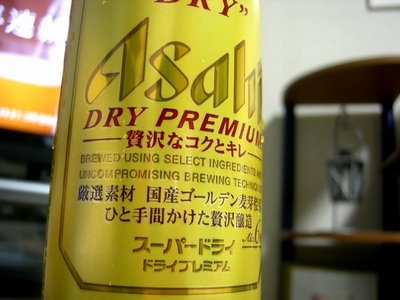 DRY”
Asahi
DRY PREMIUM
贅沢なコクとキレ
BREWED USING SELECT INGREDIENTS
UNCOMPROMISING BREWING
厳選素材 国産ゴールデン麦芽
ひと手間かけた贅沢醸造
スーパードライ
ドライプレミアム